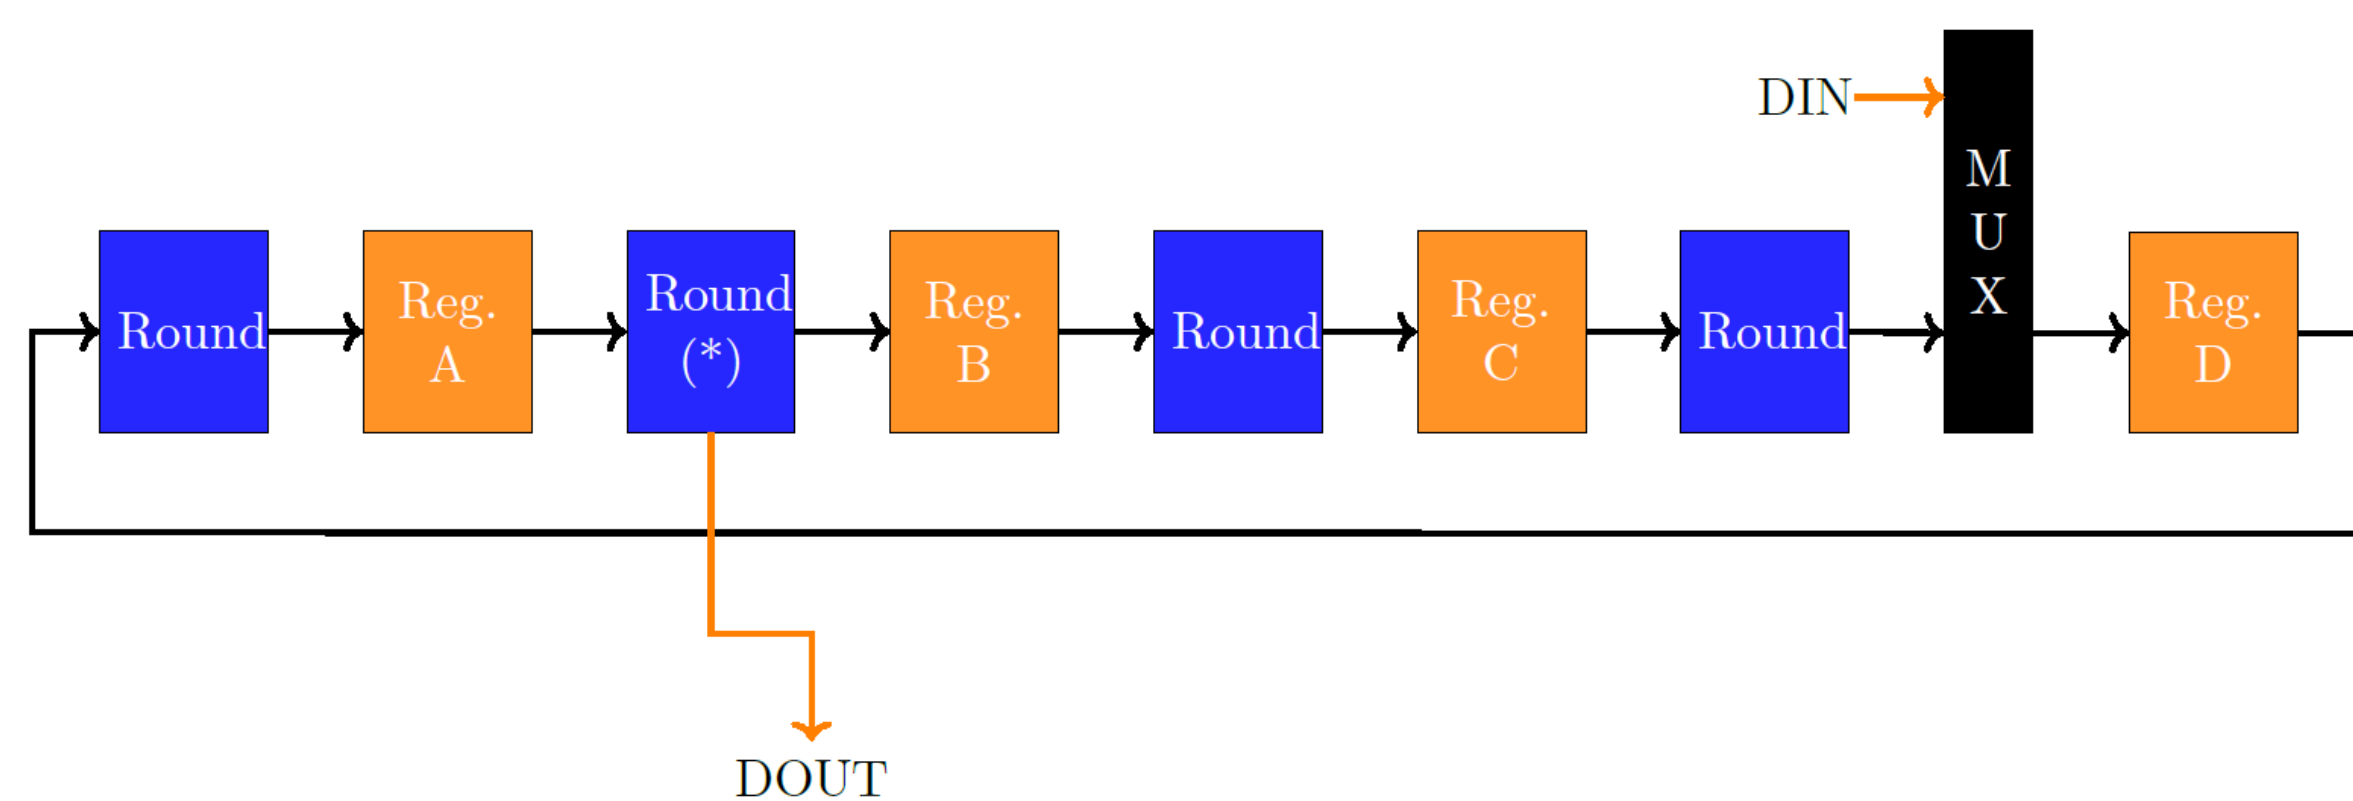 DIN
M
U
X
Round
Reg.
A
Round
(*)
Reg.
B
Round
Reg.
C
Round
Reg.
D
DOUT